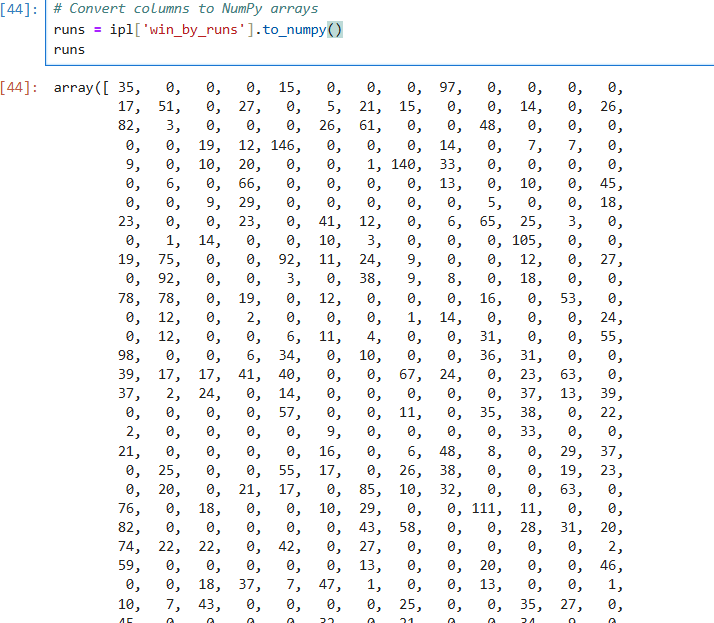 [44]: # Convert columns to NumPy arrays
runs = ipl['win_by_runs'].to_numpy()
runs
[44]: array([ 35, 0, 0, 0, 15, 0, 0, 0, 97, 0, 0, 0, 0,
17, 51, 0, 27, 0, 5, 21, 15, 0, 0, 14, 0, 26,
82, 3, 0, 0, 0, 26, 61, 0, 0, 48, 0, 0, 0,
0, 0, 19, 12, 146, 0, 0, 0, 14, 0, 7, 7, 0,
9, 0, 10, 20, 0, 0, 1, 140, 33, 0, 0, 0, 0,
0, 6, 0, 66, 0, 0, 0, 0, 13, 0, 10, 0, 45,
0, 0, 9, 29, 0, 0, 0, 0, 0, 5, 0, 0, 18,
23, 0, 0, 23, 0, 41, 12, 0, 6, 65, 25, 3, 0,
0, 1, 14, 0, 0, 10, 3, 0, 0, 0, 105, 0, 0,
19, 75, 0, 0, 92, 11, 24, 9, 0, 0, 12, 0, 27,
0, 92, 0, 0, 3, 0, 38, 9, 8, 0, 18, 0, 0,
78, 78, 0, 19, 0, 12, 0, 0, 0, 16, 0, 53, 0,
0, 12, 0, 2, 0, 0, 0, 1, 14, 0, 0, 0, 24,
0, 12, 0, 0, 6, 11, 4, 0, 0, 31, 0, 0, 55,
98, 0, 0, 6, 34, 0, 10, 0, 0, 36, 31, 0, 0,
39, 17, 17, 41, 40, 0, 0, 67, 24, 0, 23, 63, 0,
37, 2, 24, 0, 14, 0, 0, 0, 0, 0, 37, 13, 39,
0, 0, 0, 0, 57, 0, 0, 11, 0, 35, 38, 0, 22,
2, 0, 0, 0, 0, 9, 0, 0, 0, 0, 33, 0, 0,
21, 0, 0, 0, 0, 16, 0, 6, 48, 8, 0, 29, 37,
0, 25, 0, 0, 55, 17, 0, 26, 38, 0, 0, 19, 23,
0, 20, 0, 21, 17, 0, 85, 10, 32, 0, 0, 63, 0,
76, 0, 18, 0, 0, 10, 29, 0, 0, 111, 11, 0, 0,
82, 0, 0, 0, 0, 0, 43, 58, 0, 0, 28, 31, 20,
74, 22, 22, 0, 42, 0, 27, 0, 0, 0, 0, 0, 2,
59, 0, 0, 0, 0, 0, 13, 0, 0, 20, 0, 0, 46,
0, 0, 18, 37, 7, 47, 1, 0, 0, 13, 0, 0, 1,
10, 7, 43, 0, 0, 0, 0, 25, 0, 0, 35, 27, 0,